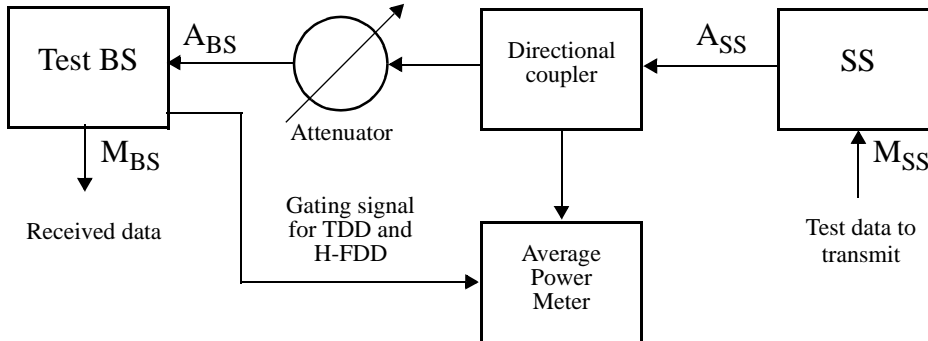 Test BS
A_BS
Attenuator
Directional
coupler
A_SS
SS
M_BS
Received data
Gating signal
for TDD and
H-FDD
Average
Power
Meter
M_SS
Test data to
transmit